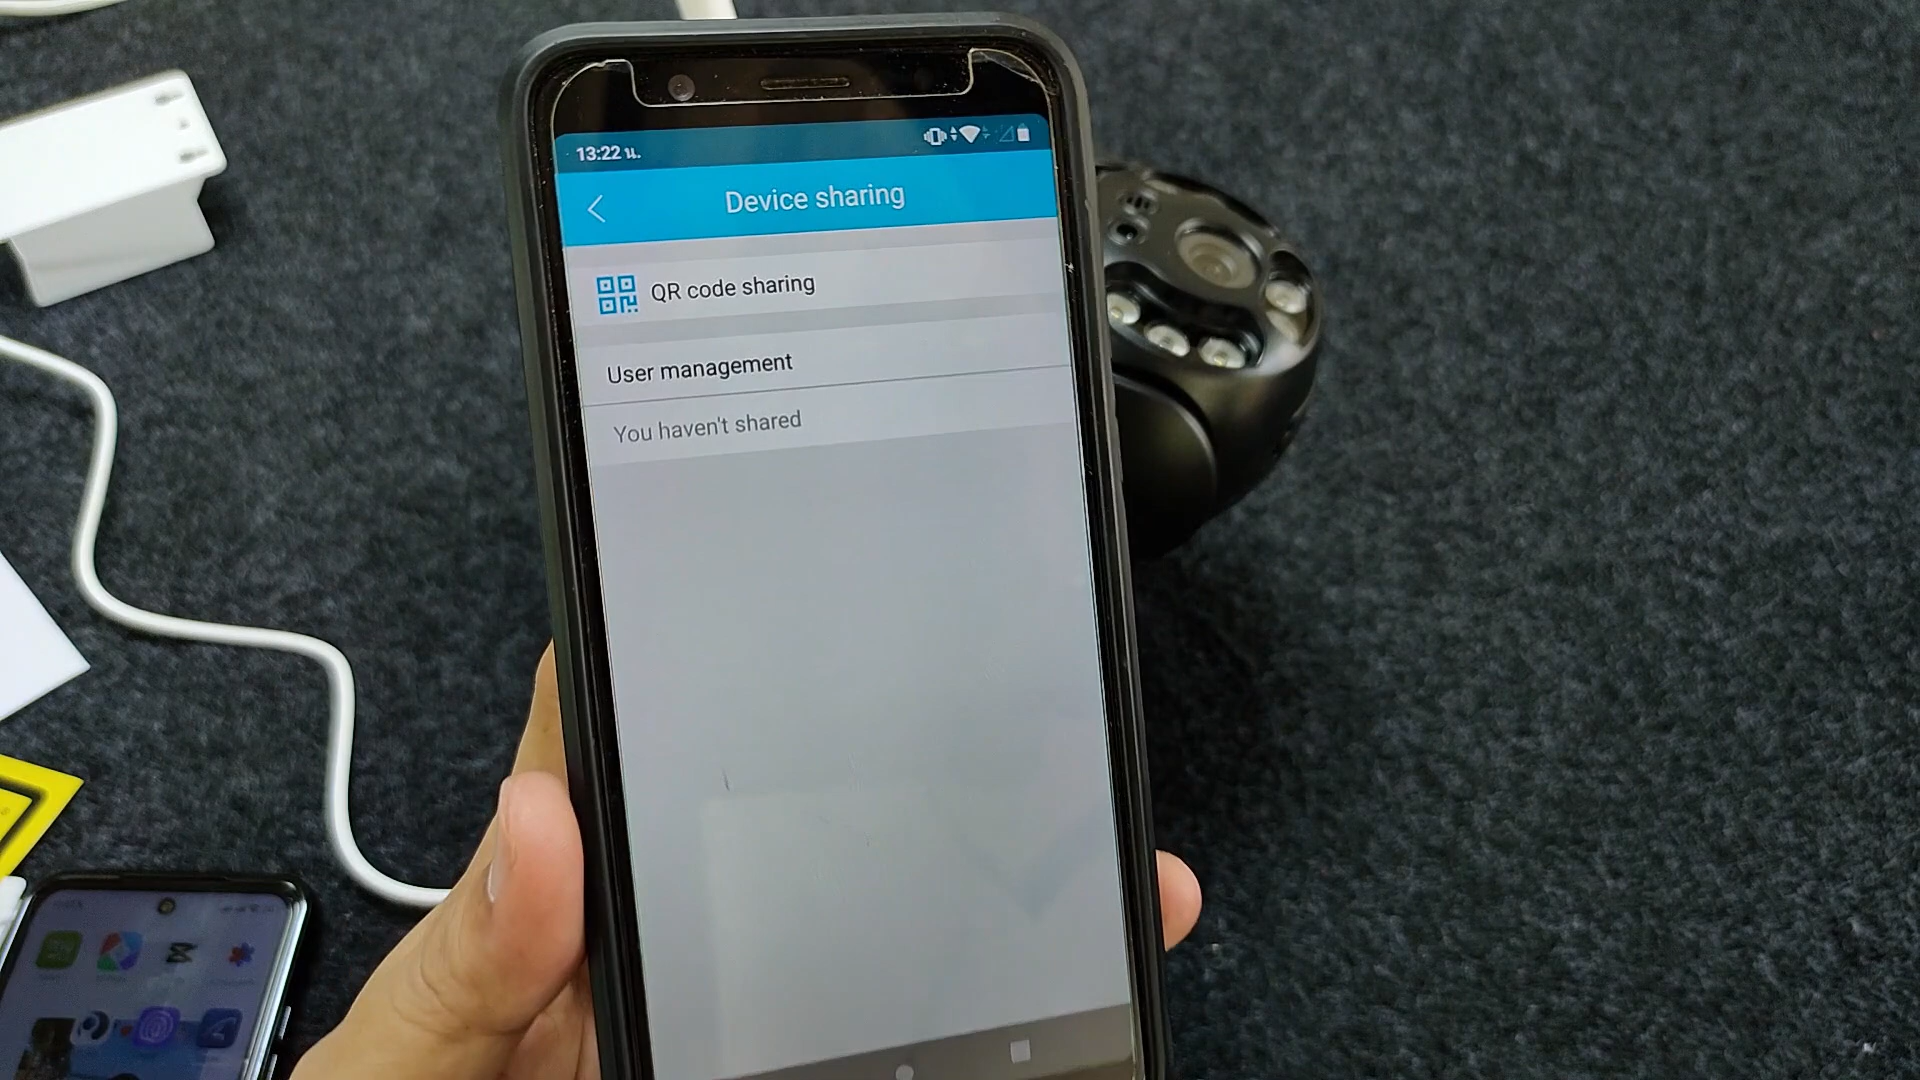 13:22 น.
Device sharing
QR code sharing
User management
You haven't shared